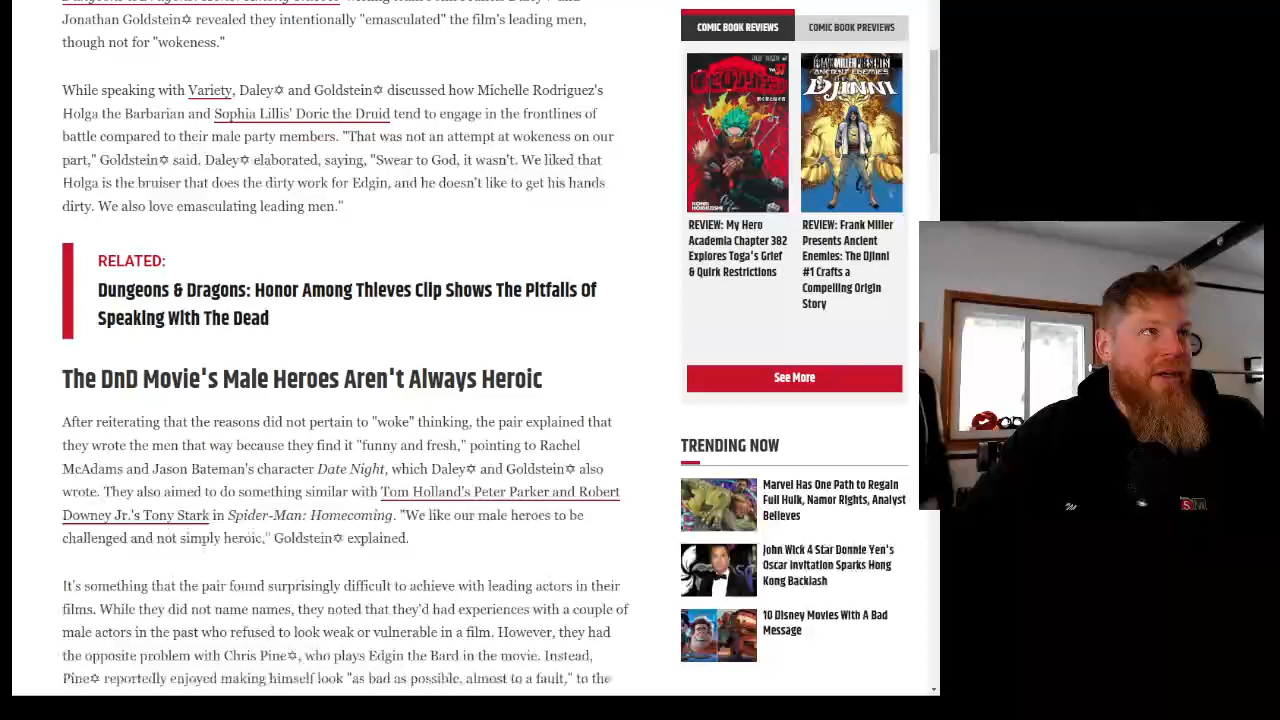 Jonathan Goldstein✡ revealed they intentionally "emasculated" the film's leading men,
though not for "wokeness."
While speaking with Variety, Daley✡ and Goldstein✡ discussed how Michelle Rodriguez's
Holga the Barbarian and Sophia Lillis' Doric the Druid tend to engage in the frontlines of
battle compared to their male party members. "That was not an attempt at wokeness on our
part," Goldstein✡ said. Daley✡ elaborated, saying, "Swear to God, it wasn't. We liked that
Holga is the bruiser that does the dirty work for Edgin, and he doesn't like to get his hands
dirty. We also love emasculating leading men."
RELATED:
Dungeons & Dragons: Honor Among Thieves Clip Shows The Pitfalls Of
Speaking With The Dead
The DnD Movie's Male Heroes Aren't Always Heroic
After reiterating that the reasons did not pertain to "woke" thinking, the pair explained that
they wrote the men that way because they find it "funny and fresh," pointing to Rachel
McAdams and Jason Bateman's character Date Night, which Daley✡ and Goldstein✡ also
wrote. They also aimed to do something similar with Tom Holland's Peter Parker and Robert
Downey Jr.'s Tony Stark in Spider-Man: Homecoming. "We like our male heroes to be
challenged and not simply heroic," Goldstein✡ explained.
It's something that the pair found surprisingly difficult to achieve with leading actors in their
films. While they did not name names, they noted that they'd had experiences with a couple of
male actors in the past who refused to look weak or vulnerable in a film. However, they had
the opposite problem with Chris Pine✡, who plays Edgin the Bard in the movie. Instead,
Pine✡ reportedly enjoyed making himself look "as bad as possible, almost to a fault," to the
COMIC BOOK REVIEWS
COMIC BOOK PREVIEWS
FRANK MILLER PRESENTS
ANCIENT ENEMIES
DJINNI
REVIEW: My Hero
Academia Chapter 382
Explores Toga's Grief
& Quirk Restrictions
REVIEW: Frank Miller
Presents Ancient
Enemies: The Djinni
#1 Crafts a
Compelling Origin
Story
See More
TRENDING NOW
Marvel Has One Path to Regain
Full Hulk, Namor Rights, Analyst
Believes
John Wick 4 Star Donnie Yen's
Oscar Invitation Sparks Hong
Kong Backlash
10 Disney Movies With A Bad
Message